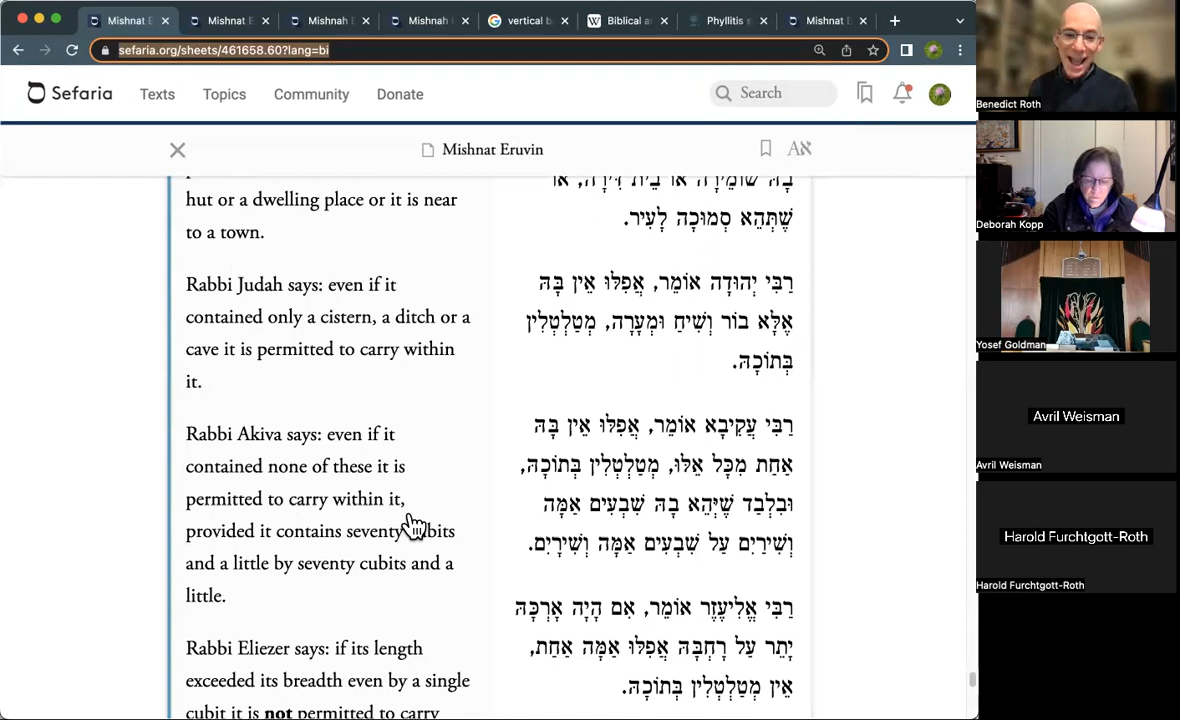 Mishnat E
Mishnat E
Mishnah E
Mishnah
vertical b
Biblical ar
Phyllitis s
Mishnat E
sefaria.org/sheets/461658.60?lang=bi
Sefaria
Texts
Topics
Community
Donate
Search
Mishnat Eruvin
hut or a dwelling place or it is near
to a town.
Rabbi Judah says: even if it
contained only a cistern, a ditch or a
cave it is permitted to carry within
it.
Rabbi Akiva says: even if it
contained none of these it is
permitted to carry within it,
provided it contains seventy cubits
and a little by seventy cubits and a
little.
Rabbi Eliezer says: if its length
exceeded its breadth even by a single
cubit it is not permitted to carry
בָּהּ שׁוֹמֵירָה אוֹ בֵית דִּירָה, אוֹ
שֶׁתְּהֵא סְמוּכָה לָעִיר.
רַבִּי יְהוּדָה אוֹמֵר, אֲפִלּוּ אֵין בָּהּ
אֶלָּא בוֹר וְשִׁיחַ וּמְעָרָה, מְטַלְטְלִין
בְּתוֹכָהּ.
רַבִּי עֲקִיבָא אוֹמֵר, אֲפִלּוּ אֵין בָּהּ
אַחַת מִכָּל אֵלּוּ, מְטַלְטְלִין בְּתוֹכָהּ,
וּבִלְבַד שֶׁיְּהֵא בָהּ שִׁבְעִים אַמָּה
וְשִׁירַיִם עַל שִׁבְעִים אַמָּה וְשִׁירָיִם.
רַבִּי אֱלִיעֶזֶר אוֹמֵר, אִם הָיָה אָרְכָּהּ
יָתֵר עַל רָחְבָּהּ אֲפִלּוּ אַמָּה אַחַת,
אֵין מְטַלְטְלִין בְּתוֹכָהּ.
Benedict Roth
Deborah Kopp
Yosef Goldman
Avril Weisman
Avril Weisman
Harold Furchtgott-Roth
Harold Furchtgott-Roth